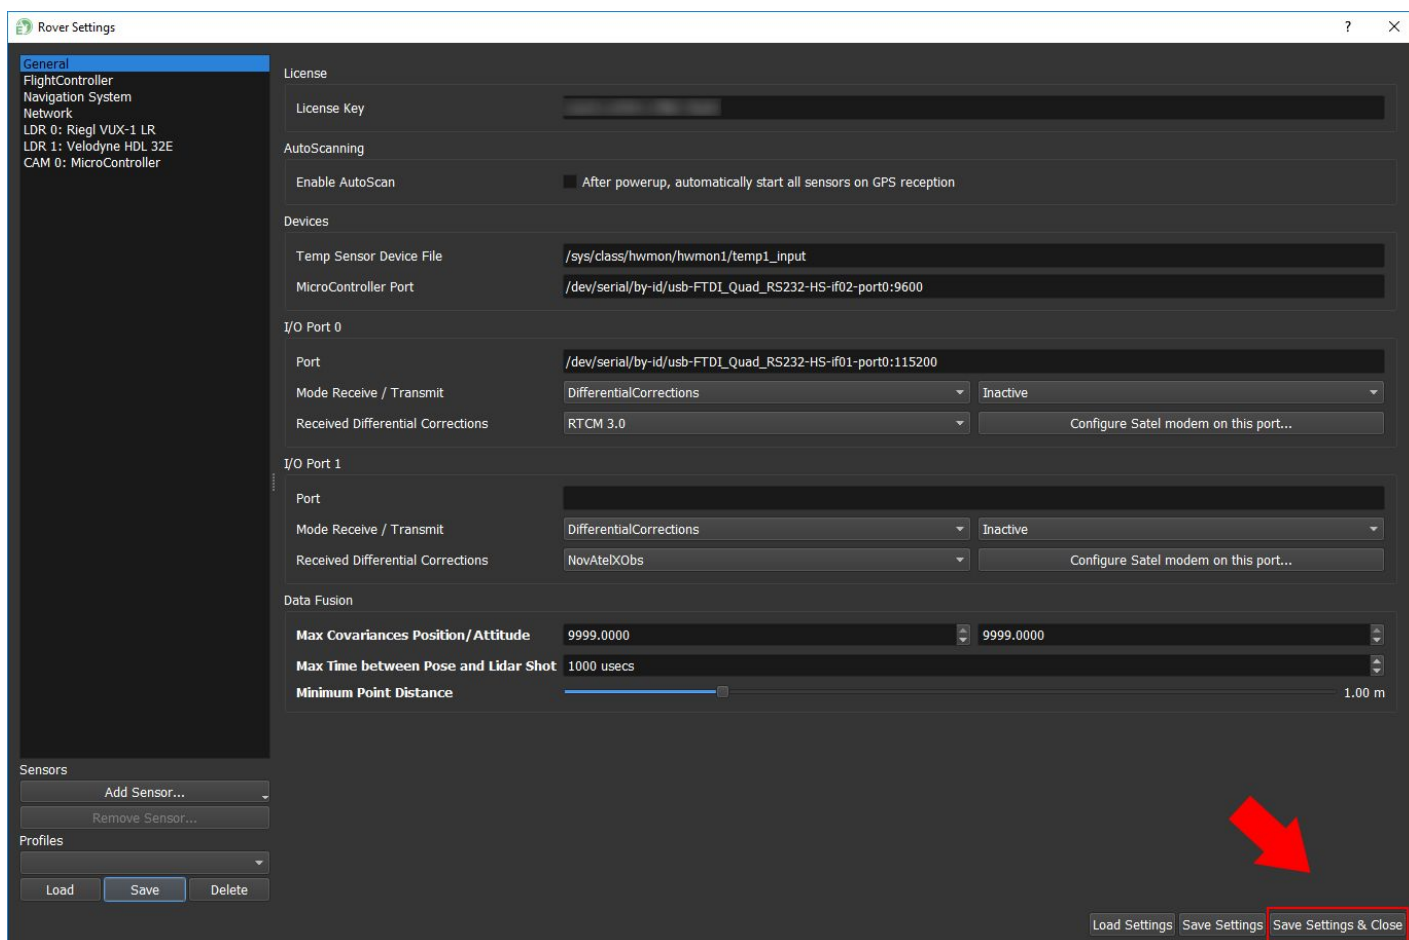 Rover Settings
?
General
FlightController
Navigation System
Network
LDR 0: Riegl VUX-1 LR
LDR 1: Velodyne HDL 32E
CAM 0: MicroController
Sensors
Add Sensor...
Remove Sensor...
Profiles
Load Save Delete
License
License Key
AutoScanning
Enable AutoScan After powerup, automatically start all sensors on GPS reception
Devices
Temp Sensor Device File /sys/class/hwmon/hwmon1/temp1_input
MicroController Port /dev/serial/by-id/usb-FTDI_Quad_RS232-HS-if02-port0:9600
I/O Port 0
Port /dev/serial/by-id/usb-FTDI_Quad_RS232-HS-if01-port0:115200
Mode Receive / Transmit DifferentialCorrections Inactive
Received Differential Corrections RTCM 3.0 Configure Satel modem on this port...
I/O Port 1
Port
Mode Receive / Transmit DifferentialCorrections Inactive
Received Differential Corrections NovAtelXObs Configure Satel modem on this port...
Data Fusion
Max Covariances Position/Attitude 9999.0000 9999.0000
Max Time between Pose and Lidar Shot 1000 usecs
Minimum Point Distance 1.00 m
Load Settings Save Settings Save Settings & Close